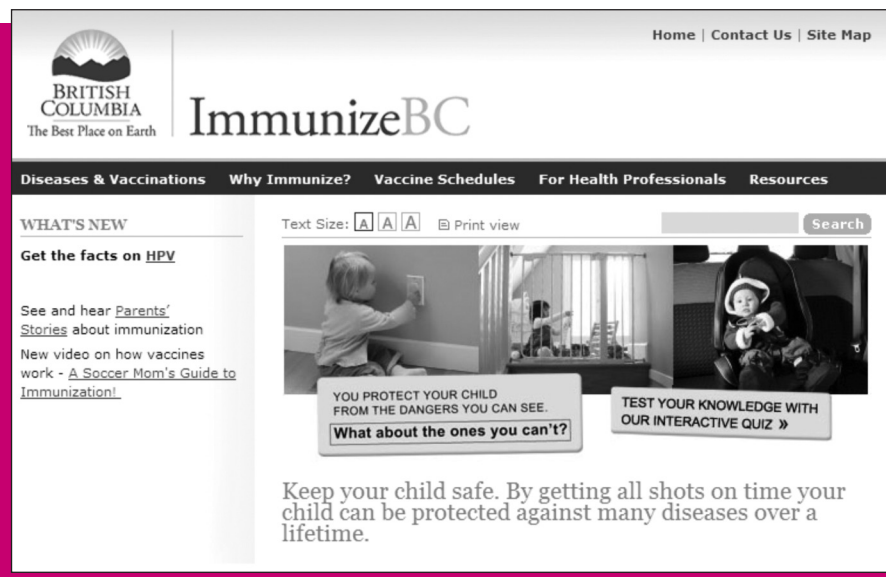 Home | Contact Us | Site Map
BRITISH
COLUMBIA
The Best Place on Earth
ImmunizeBC
Diseases & Vaccinations Why Immunize? Vaccine Schedules For Health Professionals Resources
WHAT'S NEW
Get the facts on HPV
See and hear Parents'
Stories about immunization
New video on how vaccines
work - A Soccer Mom's Guide to
Immunization!
Text Size: A A A Print view
Search
YOU PROTECT YOUR CHILD
FROM THE DANGERS YOU CAN SEE.
What about the ones you can't?
TEST YOUR KNOWLEDGE WITH
OUR INTERACTIVE QUIZ »
Keep your child safe. By getting all shots on time your
child can be protected against many diseases over a
lifetime.